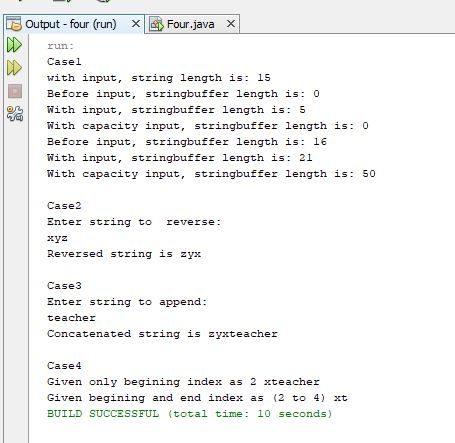 Output - four (run) × Four.java ×
run:
Case1
with input, string length is: 15
Before input, stringbuffer length is: 0
With input, stringbuffer length is: 5
With capacity input, stringbuffer length is: 0
Before input, stringbuffer length is: 16
With input, stringbuffer length is: 21
With capacity input, stringbuffer length is: 50
Case2
Enter string to  reverse:
xyz
Reversed string is zyx
Case3
Enter string to append:
teacher
Concatenated string is zyxteacher
Case4
Given only begining index as 2 xteacher
Given begining and end index as (2 to 4) xt
BUILD SUCCESSFUL (total time: 10 seconds)